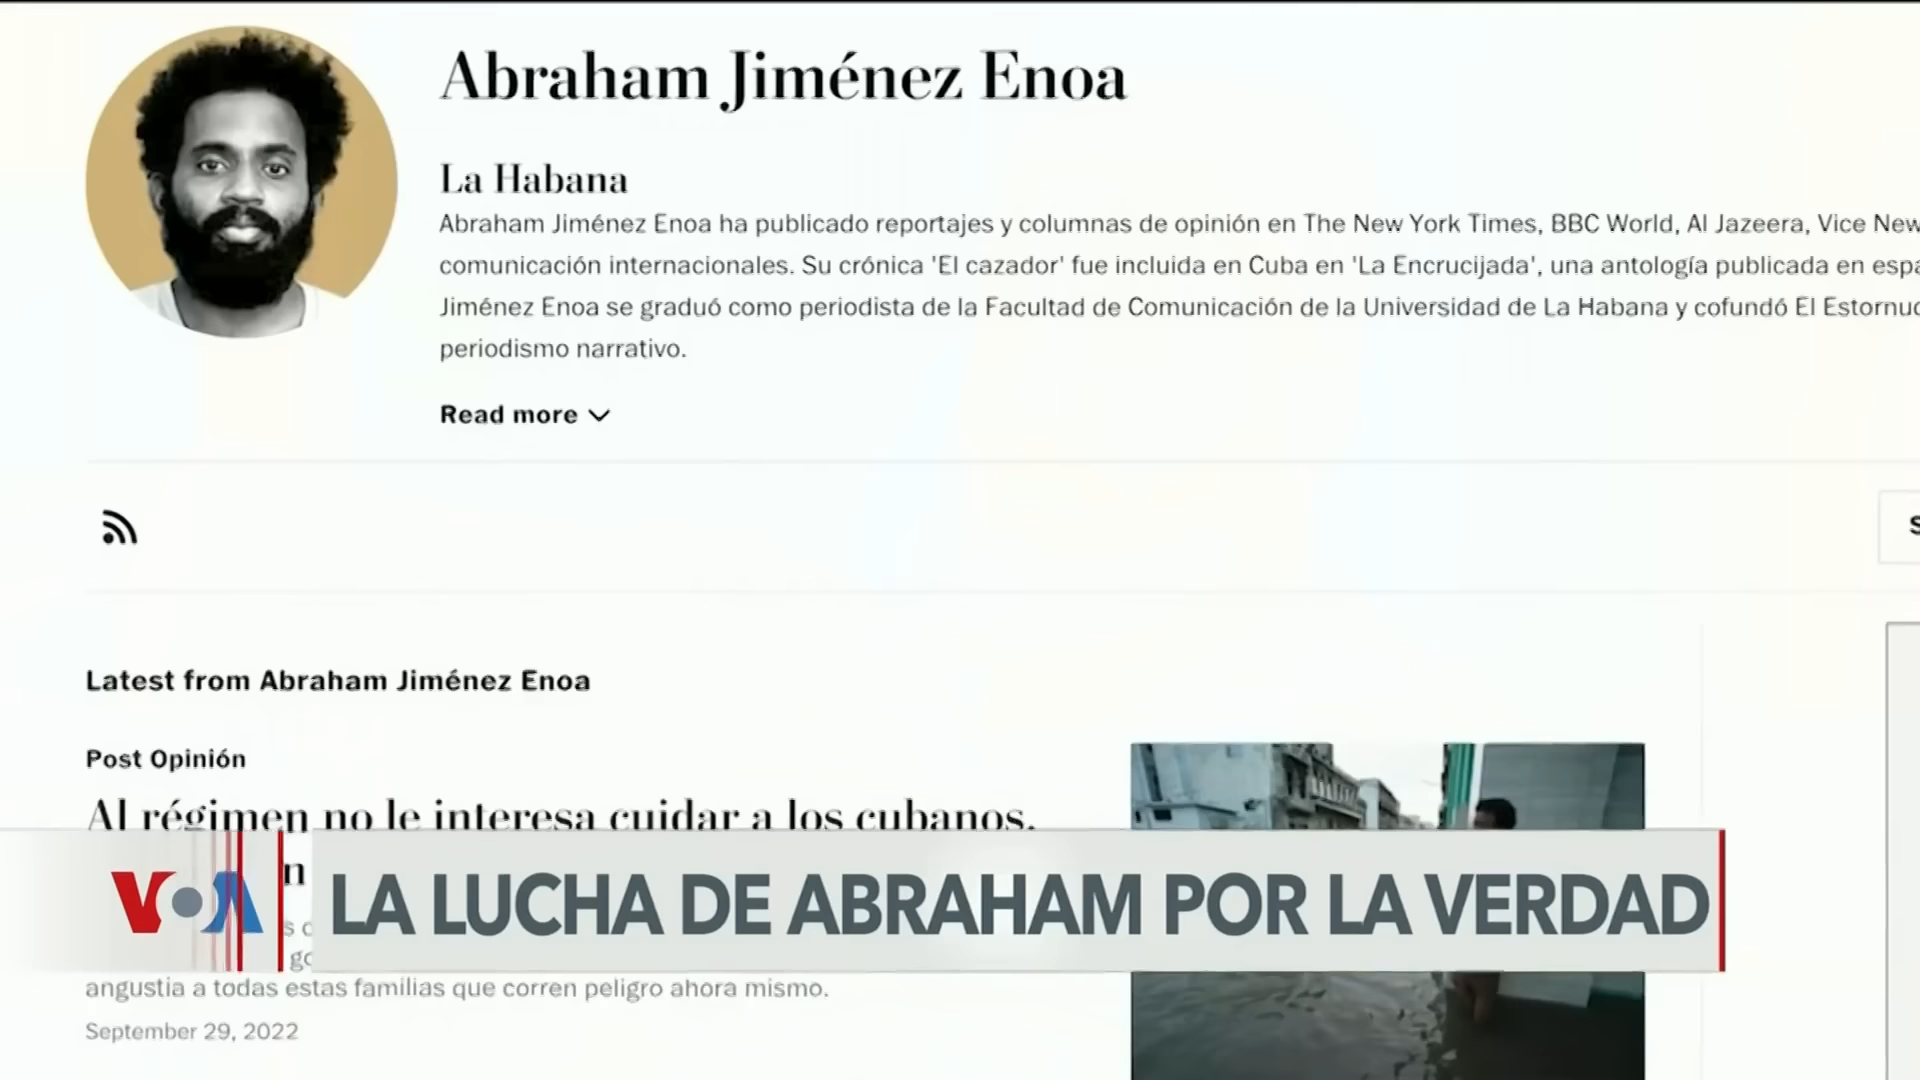 Abraham Jiménez Enoa
La Habana
Abraham Jiménez Enoa ha publicado reportajes y columnas de opinión en The New York Times, BBC World, Al Jazeera, Vice New
comunicación internacionales. Su crónica 'El cazador' fue incluida en Cuba en 'La Encrucijada', una antología publicada en espa
Jiménez Enoa se graduó como periodista de la Facultad de Comunicación de la Universidad de La Habana y cofundó El Estornud
periodismo narrativo.
Read more
S
Latest from Abraham Jiménez Enoa
Post Opinión
Al régimen no le interesa cuidar a los cubanos.
VOA
LA LUCHA DE ABRAHAM POR LA VERDAD
angustia a todas estas familias que corren peligro ahora mismo.
September 29, 2022